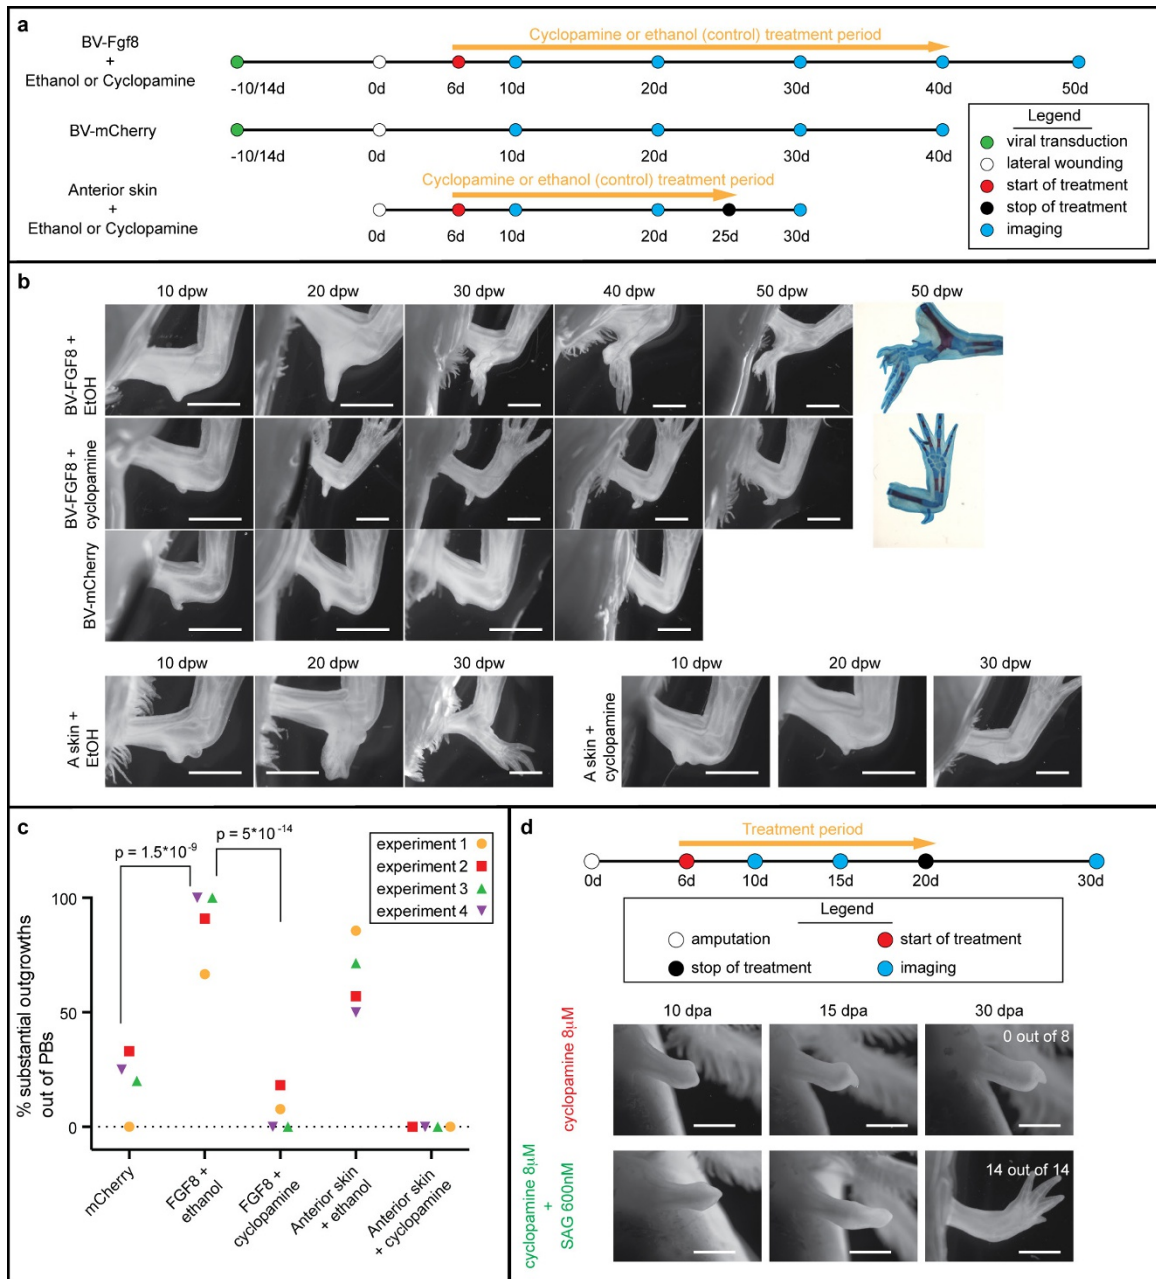 a
BV-Fgf8
+
Ethanol or Cyclopamine
Cyclopamine or ethanol (control) treatment period
-10/14d 0d 6d 10d 20d 30d 40d 50d
BV-mCherry
-10/14d 0d 10d 20d 30d 40d
Anterior skin
+
Ethanol or Cyclopamine
Cyclopamine or ethanol (control) treatment period
0d 6d 10d 20d 25d 30d
Legend
viral transduction
lateral wounding
start of treatment
stop of treatment
imaging
b
10 dpw 20 dpw 30 dpw 40 dpw 50 dpw 50 dpw
BV-FGF8 +
EtOH
BV-FGF8 +
cyclopamine
BV-mCherry
10 dpw 20 dpw 30 dpw
A skin +
EtOH
10 dpw 20 dpw 30 dpw
A skin +
cyclopamine
c
p = 1.5*10-9
p = 5*10-14
experiment 1
experiment 2
experiment 3
experiment 4
% substantial outgrowths
out of PBs
100
50
0
mCherry
FGF8 +
ethanol
FGF8 +
cyclopamine
Anterior skin
+ ethanol
Anterior skin
+ cyclopamine
d
Treatment period
0d 6d 10d 15d 20d 30d
Legend
amputation
start of treatment
stop of treatment
imaging
10 dpa 15 dpa 30 dpa
cyclopamine 8µM
0 out of 8
cyclopamine 8µM
+
SAG 600nM
14 out of 14